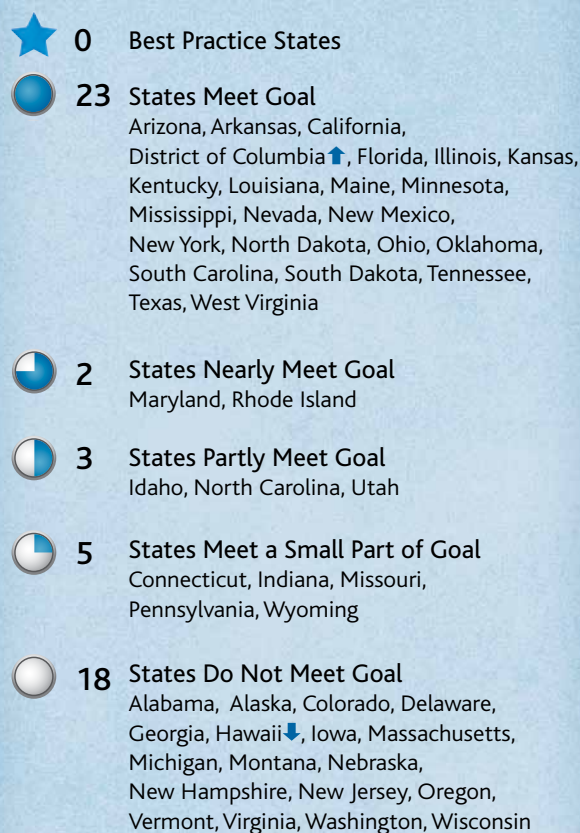 0 Best Practice States
23 States Meet Goal
Arizona, Arkansas, California,
District of Columbia⬆, Florida, Illinois, Kansas,
Kentucky, Louisiana, Maine, Minnesota,
Mississippi, Nevada, New Mexico,
New York, North Dakota, Ohio, Oklahoma,
South Carolina, South Dakota, Tennessee,
Texas, West Virginia
2 States Nearly Meet Goal
Maryland, Rhode Island
3 States Partly Meet Goal
Idaho, North Carolina, Utah
5 States Meet a Small Part of Goal
Connecticut, Indiana, Missouri,
Pennsylvania, Wyoming
18 States Do Not Meet Goal
Alabama, Alaska, Colorado, Delaware,
Georgia, Hawaii⬇, Iowa, Massachusetts,
Michigan, Montana, Nebraska,
New Hampshire, New Jersey, Oregon,
Vermont, Virginia, Washington, Wisconsin